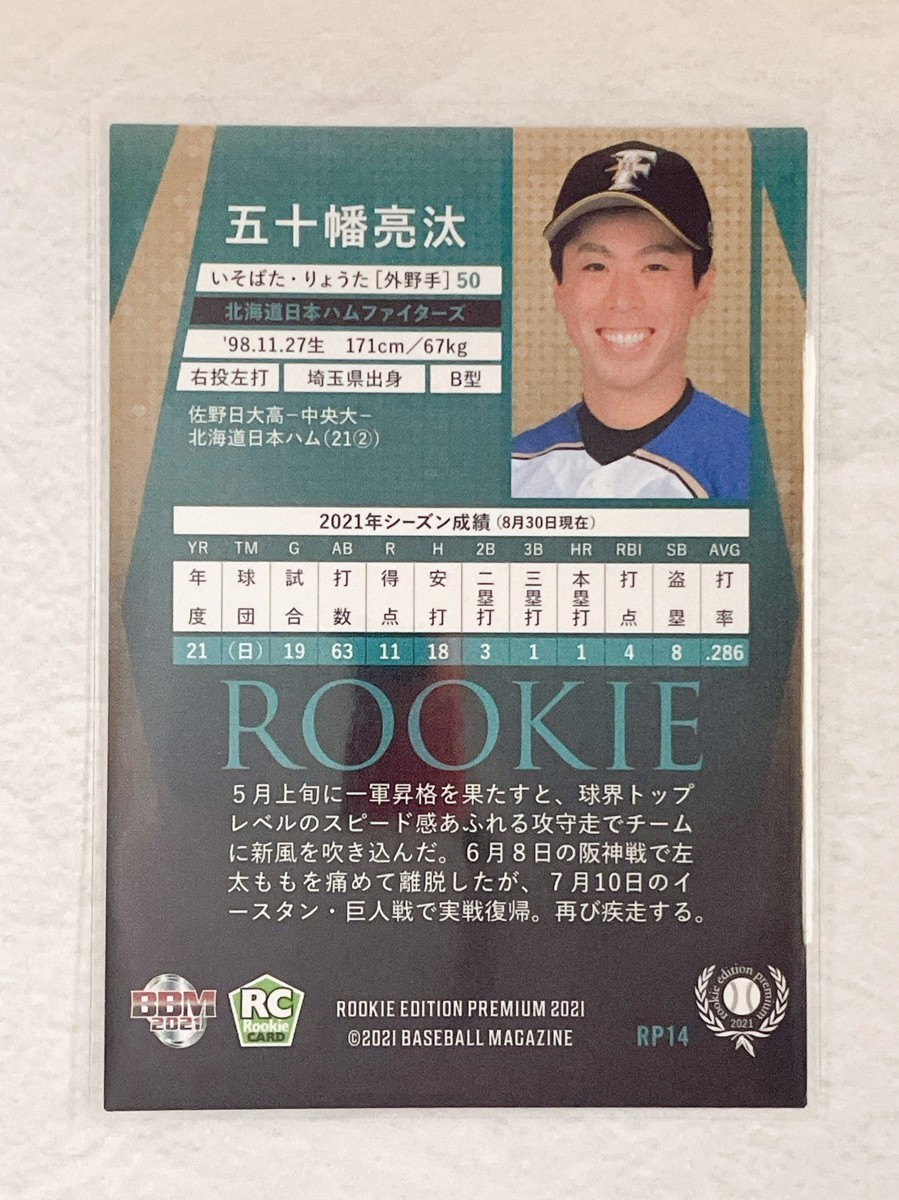 五十幡亮汰
いそばた・りょうた［外野手］50
北海道日本ハムファイターズ
'98.11.27生 171cm／67kg
右投左打 埼玉県出身 B型
佐野日大高－中央大－
北海道日本ハム（21②）
2021年シーズン成績（8月30日現在）
YR TM G AB R H 2B 3B HR RBI SB AVG
年度 球団 試合 打数 得点 安打 二塁打 三塁打 本塁打 打点 盗塁 打率
21 （日） 19 63 11 18 3 1 1 4 8 .286
ROOKIE
５月上旬に一軍昇格を果たすと、球界トップ
レベルのスピード感あふれる攻守走でチーム
に新風を吹き込んだ。６月８日の阪神戦で左
太ももを痛めて離脱したが、７月10日のイ
ースタン・巨人戦で実戦復帰。再び疾走する。
BBM
2021
RC
Rookie
CARD
ROOKIE EDITION PREMIUM 2021
©2021 BASEBALL MAGAZINE
RP14
rookie edition premium
2021
F